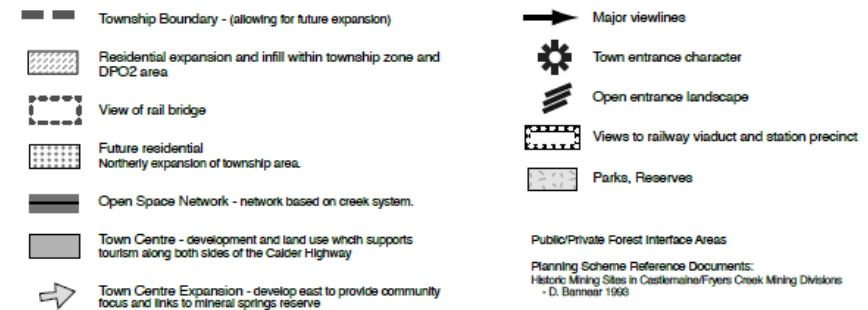 Township Boundary - (allowing for future expansion)
Residential expansion and infill within township zone and
DPO2 area
View of rail bridge
Future residential
Northerly expansion of township area.
Open Space Network - network based on creek system.
Town Centre - development and land use whcih supports
tourism along both sides of the Calder Highway
Town Centre Expansion - develop east to provide community
focus and links to mineral springs reserve
Major viewlines
Town entrance character
Open entrance landscape
Views to railway viaduct and station precinct
Parks, Reserves
Public/Private Forest Interface Areas
Planning Scheme Reference Documents:
Historic Mining Sites in Castlemaine/Fryers Creek Mining Divisions
- D. Bannear 1993